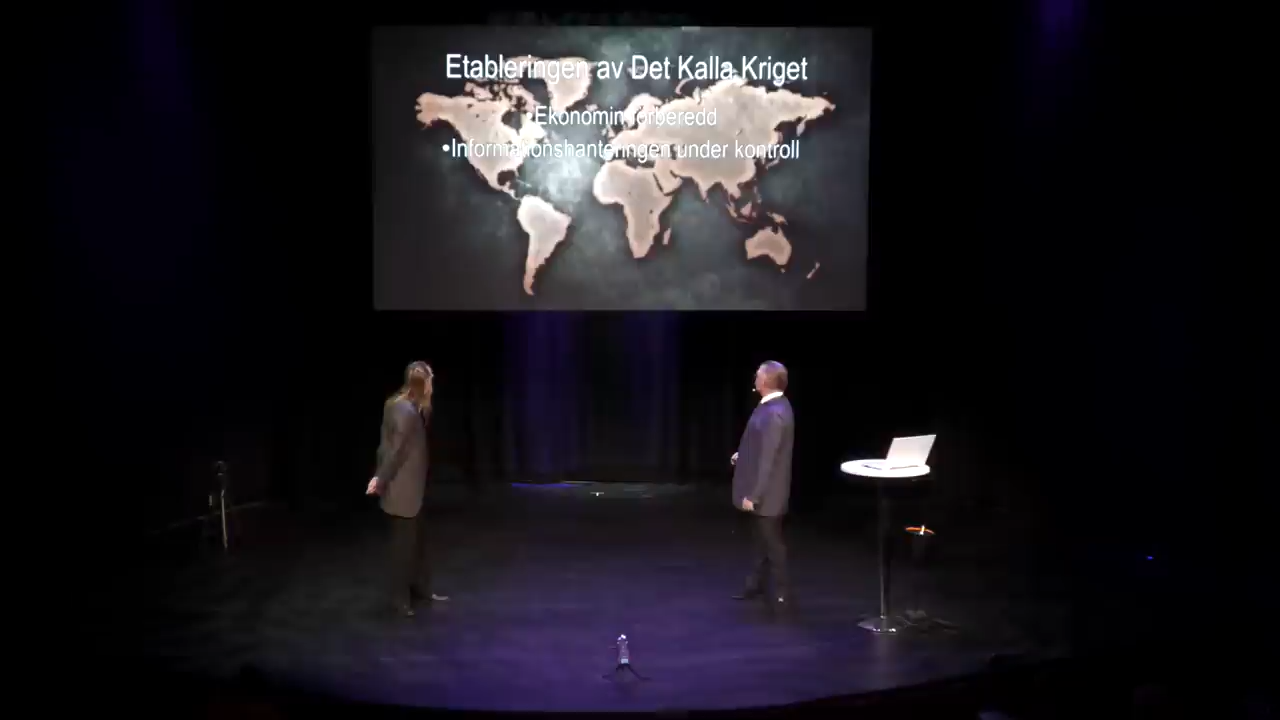 Etableringen av Det Kalla Kriget
Ekonomin förberedd
•Informationshanteringen under kontroll